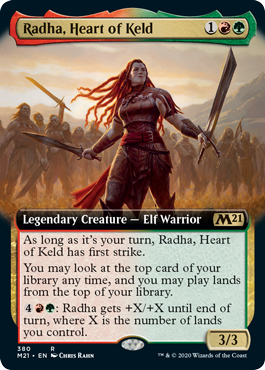 Radha, Heart of Keld 1
Legendary Creature — Elf Warrior M21
As long as it's your turn, Radha, Heart
of Keld has first strike.
You may look at the top card of your
library any time, and you may play lands
from the top of your library.
4 : Radha gets +X/+X until end of
turn, where X is the number of lands
you control.
3/3
380 R
M21 • EN Chris Rahn
™ & © 2020 Wizards of the Coast